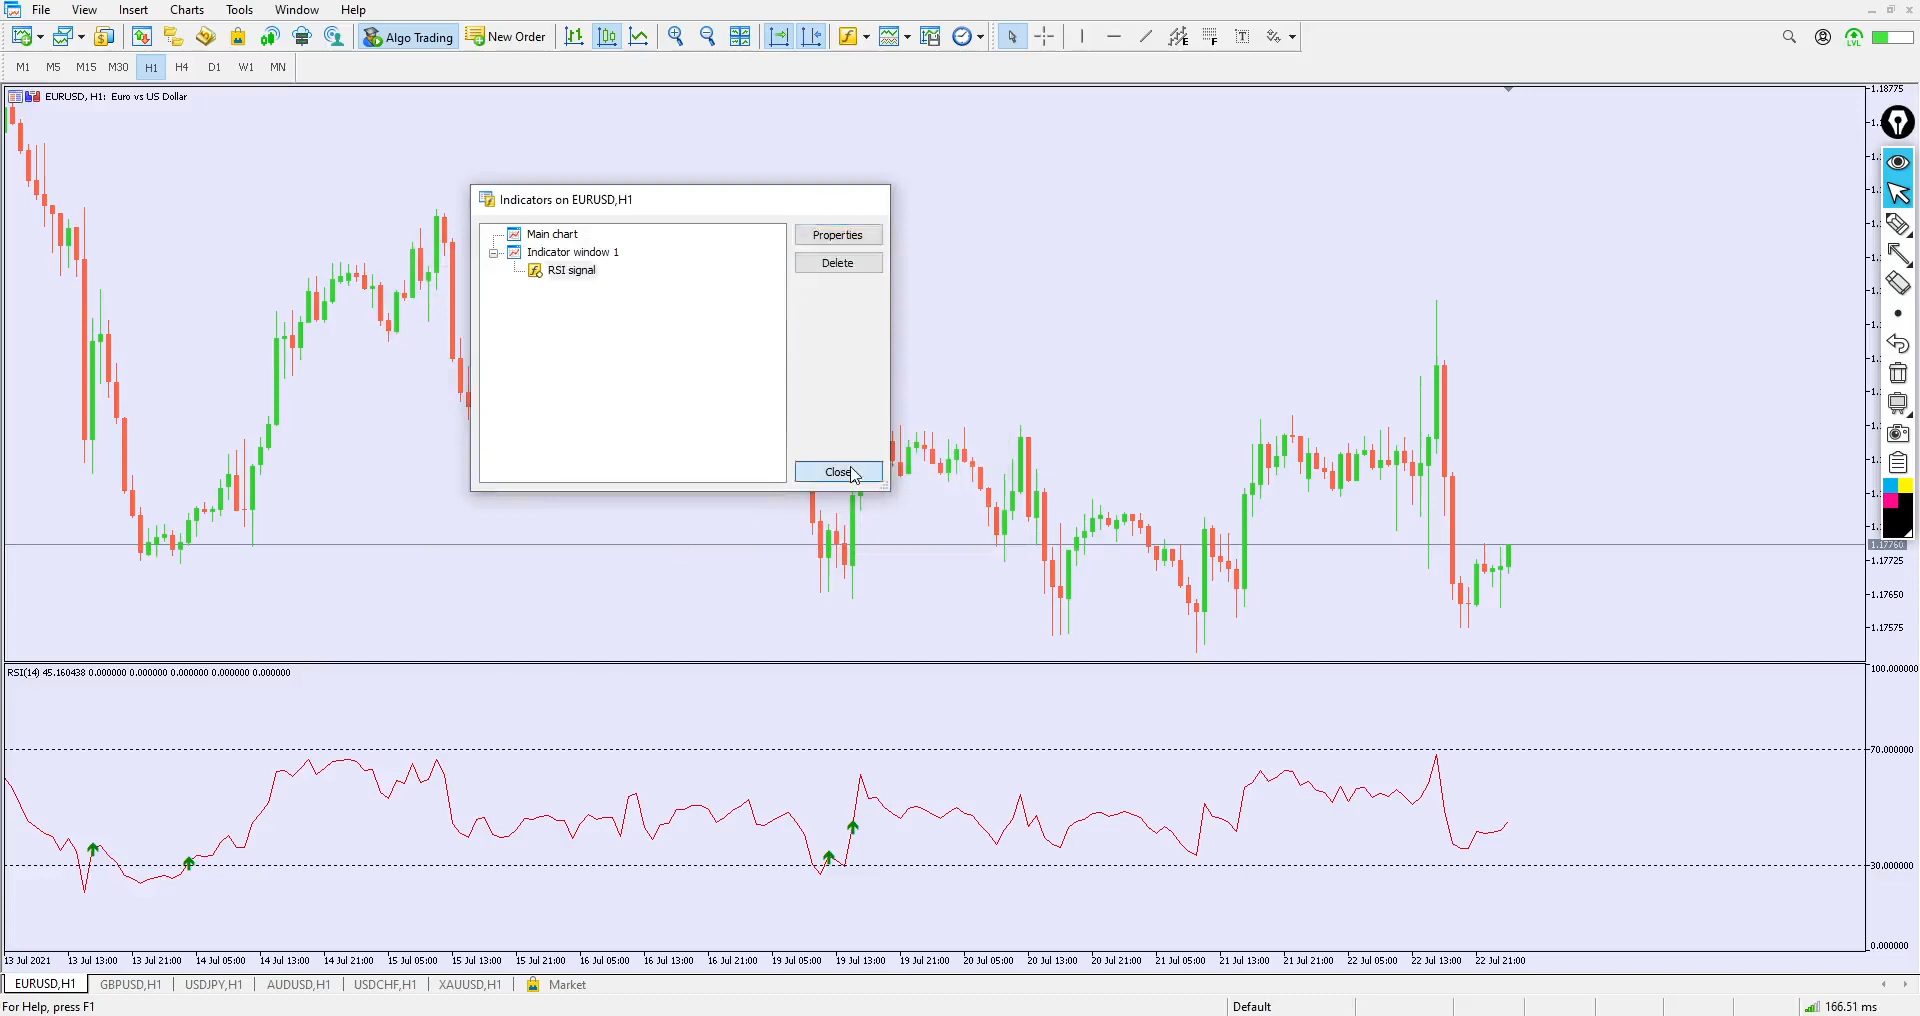 File View Insert Charts Tools Window Help
Algo Trading New Order
LVL
M1 M5 M15 M30 H1 H4 D1 W1 MN
EURUSD, H1: Euro vs US Dollar
1.18775
Indicators on EURUSD,H1
Main chart
Indicator window 1
RSI signal
Properties
Delete
Close
1.17760
1.17725
1.17650
1.17575
RSI(14) 45.160438 0.000000 0.000000 0.000000 0.000000 0.000000
100.000000
70.000000
30.000000
0.000000
13 Jul 2021 13 Jul 13:00 13 Jul 21:00 14 Jul 05:00 14 Jul 13:00 14 Jul 21:00 15 Jul 05:00 15 Jul 13:00 15 Jul 21:00 16 Jul 05:00 16 Jul 13:00 16 Jul 21:00 19 Jul 05:00 19 Jul 13:00 19 Jul 21:00 20 Jul 05:00 20 Jul 13:00 20 Jul 21:00 21 Jul 05:00 21 Jul 13:00 21 Jul 21:00 22 Jul 05:00 22 Jul 13:00 22 Jul 21:00
EURUSD,H1 GBPUSD,H1 USDJPY,H1 AUDUSD,H1 USDCHF,H1 XAUUSD,H1 Market
For Help, press F1 Default 166.51 ms